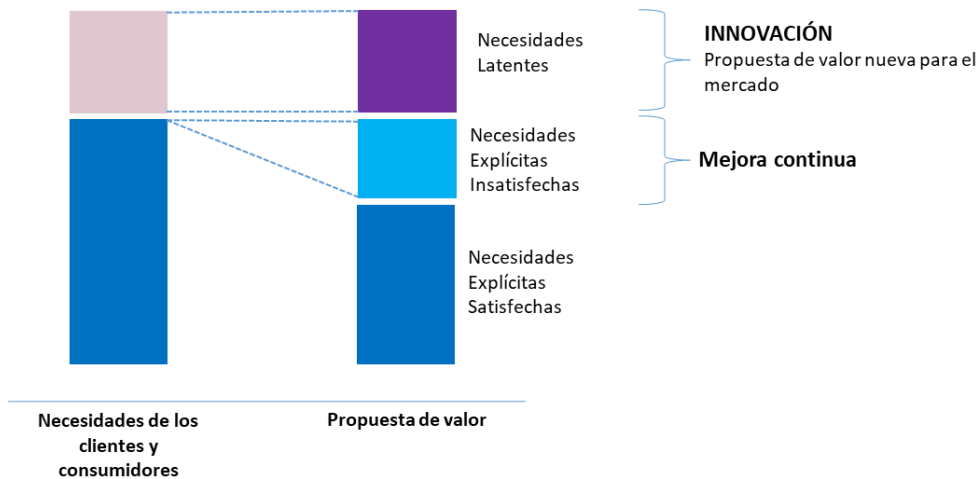 Necesidades
Latentes
INNOVACIÓN
Propuesta de valor nueva para el
mercado
Necesidades
Explícitas
Insatisfechas
Mejora continua
Necesidades
Explícitas
Satisfechas
Necesidades de los
clientes y
consumidores
Propuesta de valor